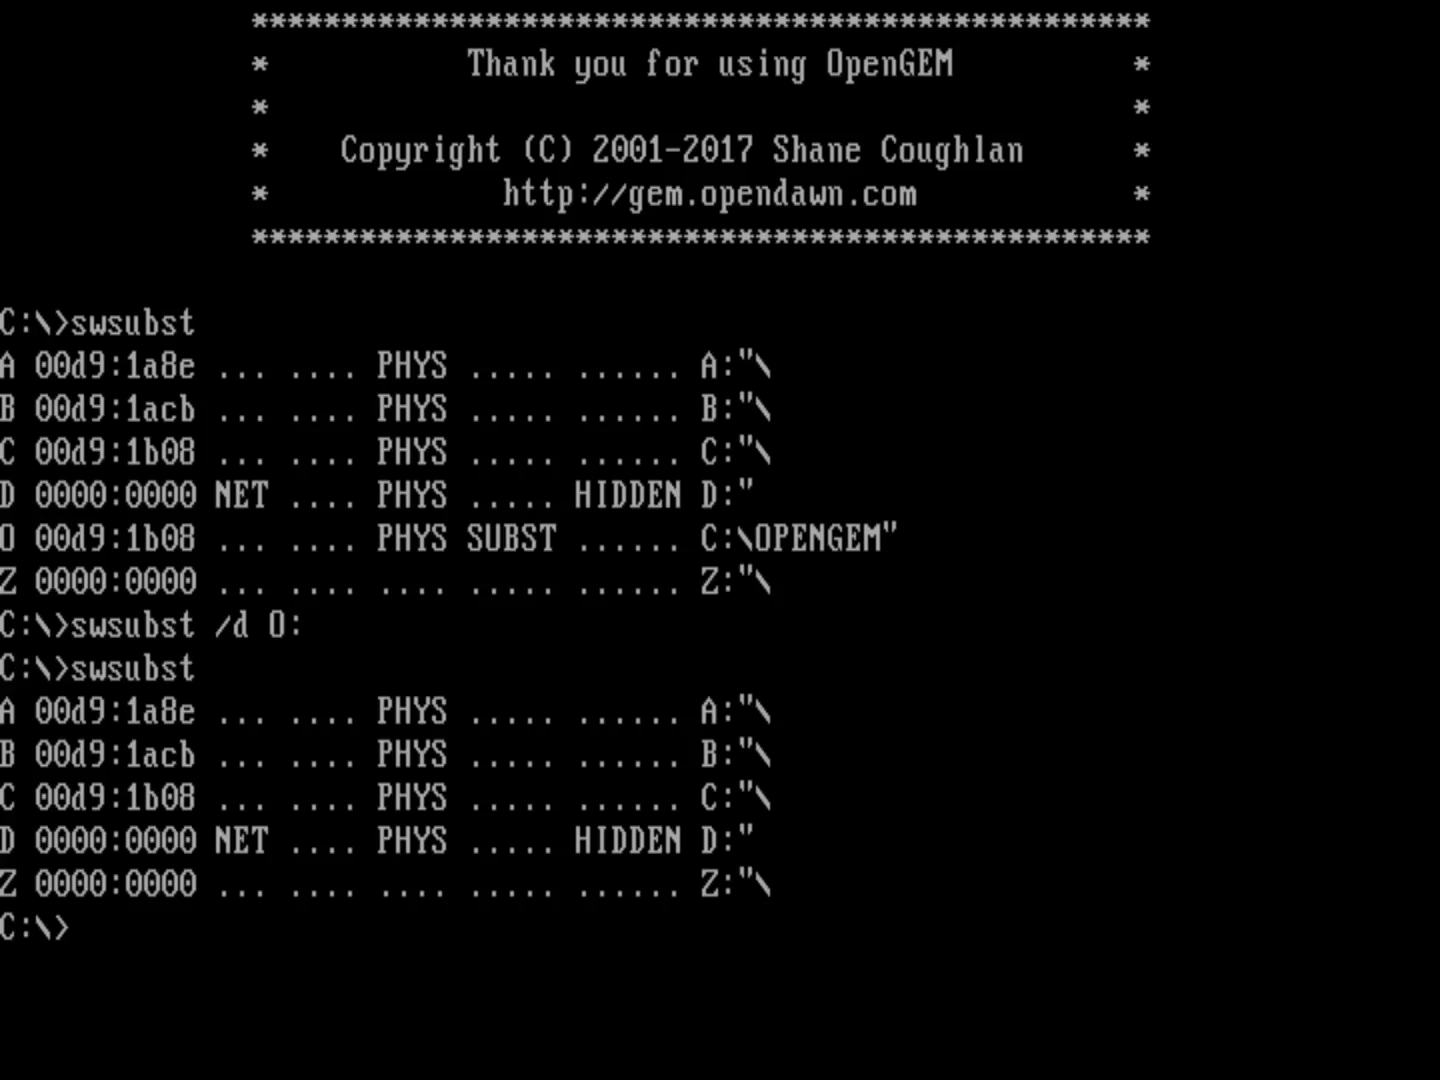 **************************************************
* Thank you for using OpenGEM *
* *
* Copyright (C) 2001-2017 Shane Coughlan *
* http://gem.opendawn.com *
**************************************************
C:\>swsubst
A 00d9:1a8e ... .... PHYS ..... ...... A:"\
B 00d9:1acb ... .... PHYS ..... ...... B:"\
C 00d9:1b08 ... .... PHYS ..... ...... C:"\
D 0000:0000 NET .... PHYS ..... HIDDEN D:"
O 00d9:1b08 ... .... PHYS SUBST ...... C:\OPENGEM"
Z 0000:0000 ... .... .... ..... ...... Z:"\
C:\>swsubst /d O:
C:\>swsubst
A 00d9:1a8e ... .... PHYS ..... ...... A:"\
B 00d9:1acb ... .... PHYS ..... ...... B:"\
C 00d9:1b08 ... .... PHYS ..... ...... C:"\
D 0000:0000 NET .... PHYS ..... HIDDEN D:"
Z 0000:0000 ... .... .... ..... ...... Z:"\
C:\>